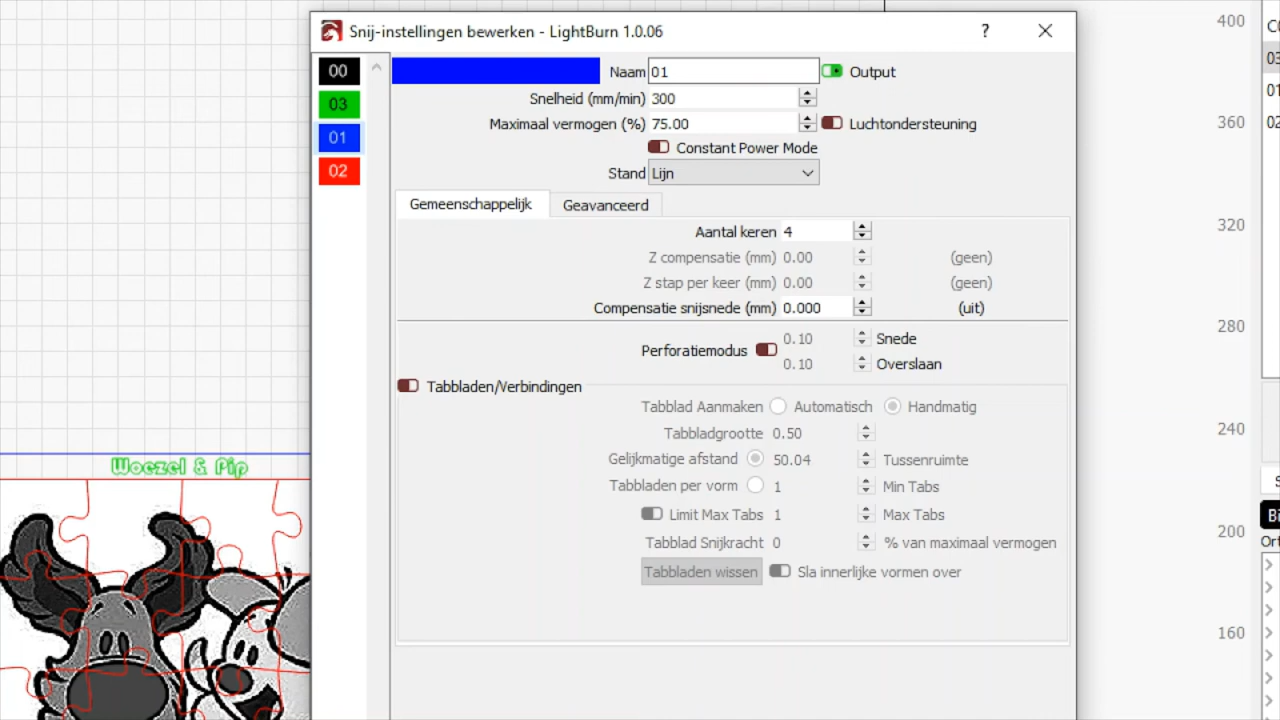 Snij-instellingen bewerken - LightBurn 1.0.06 ?
00
03
01
02
Naam 01 Output
Snelheid (mm/min) 300
Maximaal vermogen (%) 75.00 Luchtondersteuning
Constant Power Mode
Stand Lijn
Gemeenschappelijk Geavanceerd
Aantal keren 4
Z compensatie (mm) 0.00 (geen)
Z stap per keer (mm) 0.00 (geen)
Compensatie snijsnede (mm) 0.000 (uit)
Perforatiemodus
0.10 Snede
0.10 Overslaan
Tabbladen/Verbindingen
Tabblad Aanmaken Automatisch Handmatig
Tabbladgrootte 0.50
Gelijkmatige afstand 50.04 Tussenruimte
Tabbladen per vorm 1 Min Tabs
Limit Max Tabs 1 Max Tabs
Tabblad Snijkracht 0 % van maximaal vermogen
Tabbladen wissen Sla innerlijke vormen over
Woezel & Pip
400
360
320
280
240
200
160
03
01
02